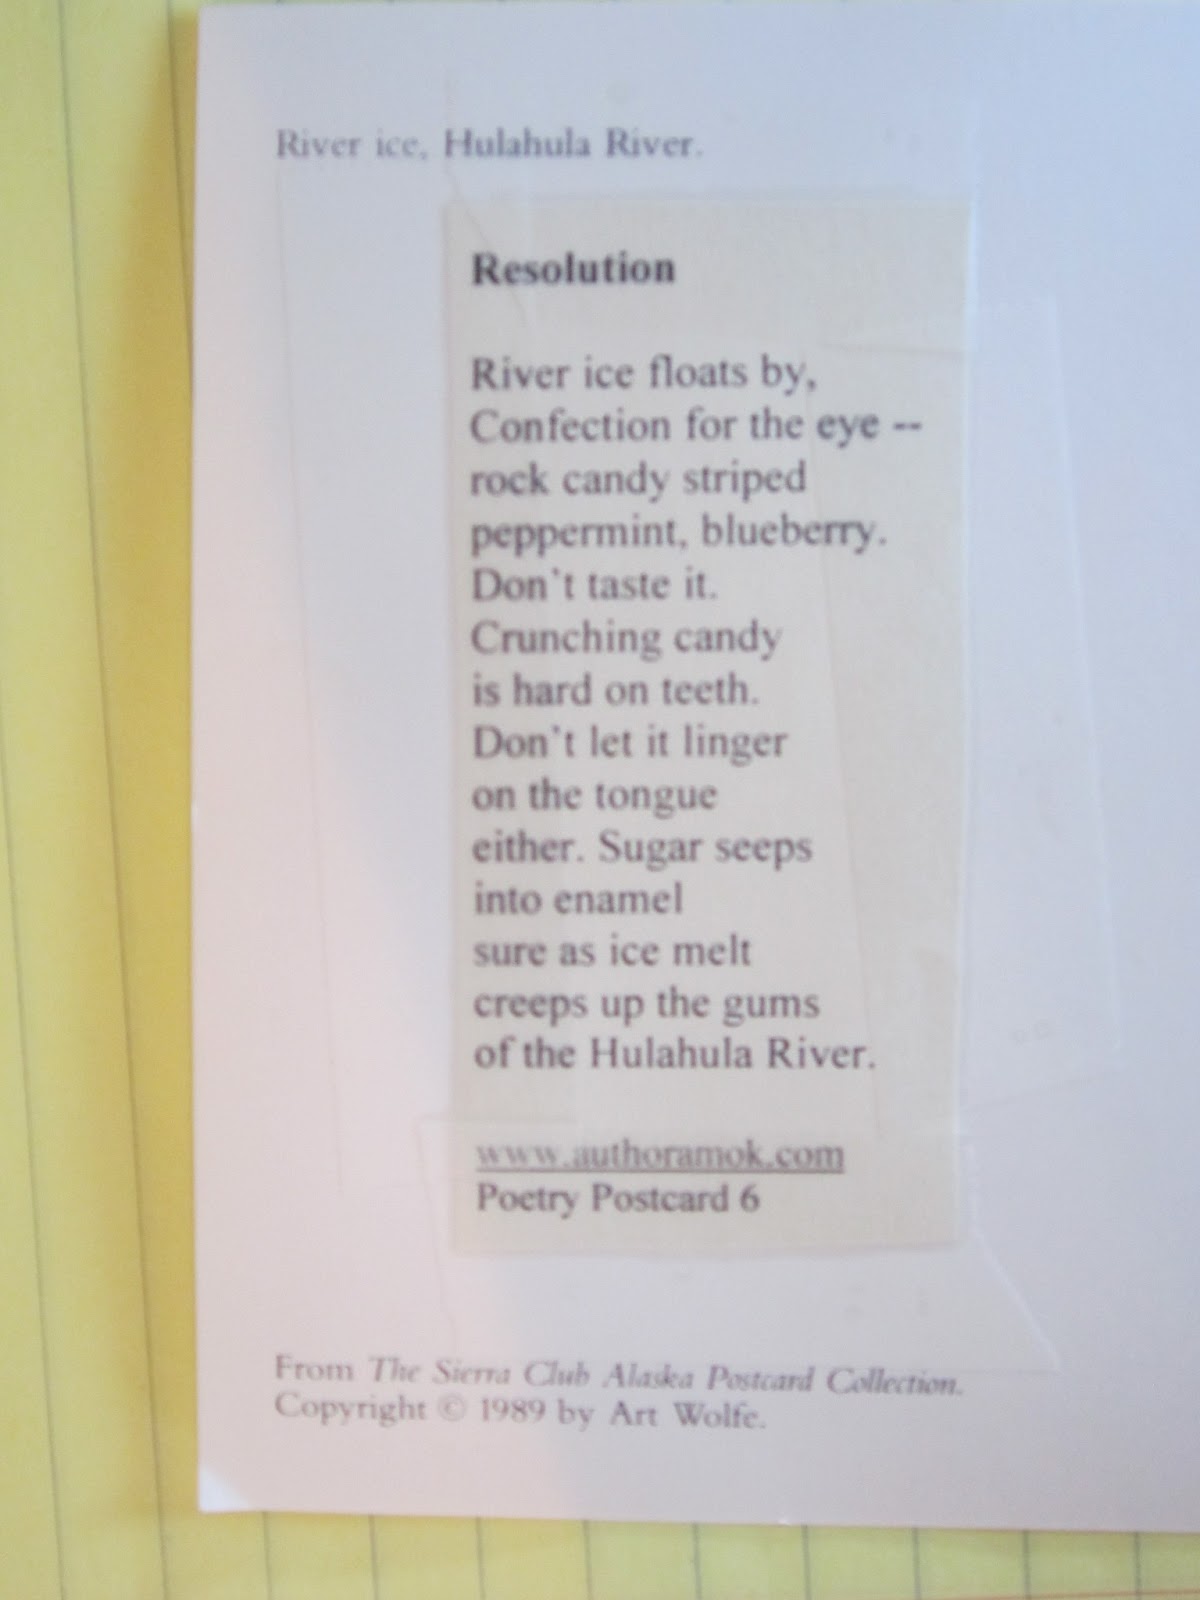 River ice, Hulahula River.
Resolution
River ice floats by,
Confection for the eye --
rock candy striped
peppermint, blueberry.
Don't taste it.
Crunching candy
is hard on teeth.
Don't let it linger
on the tongue
either. Sugar seeps
into enamel
sure as ice melt
creeps up the gums
of the Hulahula River.
www.authoramok.com
Poetry Postcard 6
From The Sierra Club Alaska Postcard Collection.
Copyright © 1989 by Art Wolfe.